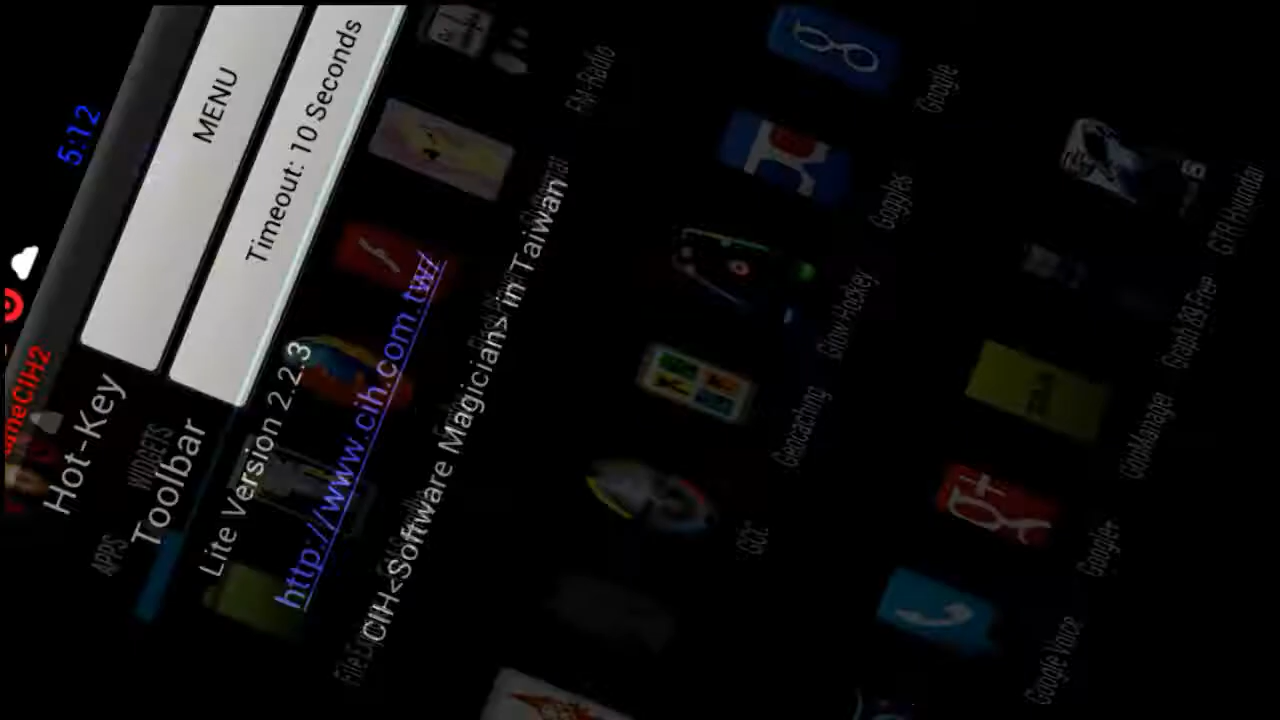 5:12
ameCIH2
MENU
Timeout: 10 Seconds
Hot-Key
Toolbar
Lite Version 2.2.3
http://www.cih.com.tw/
CIH<Software Magicians> in Taiwan
APPS
WIDGETS
FM-Radio
GO!
Geocaching
Glow Hockey
Goggles
Google
Google Voice
Google+
GooManager
Graph 89 Free
GTR Hyundai